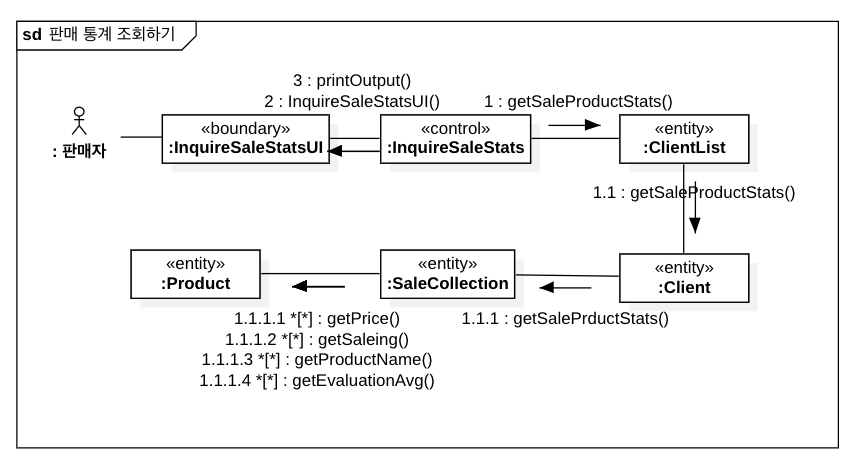 sd 판매 통계 조회하기
3 : printOutput()
2 : InquireSaleStatsUI()
1 : getSaleProductStats()
: 판매자
«boundary»
:InquireSaleStatsUI
«control»
:InquireSaleStats
«entity»
:ClientList
1.1 : getSaleProductStats()
«entity»
:Product
«entity»
:SaleCollection
«entity»
:Client
1.1.1.1 *[*] : getPrice()
1.1.1.2 *[*] : getSaleing()
1.1.1.3 *[*] : getProductName()
1.1.1.4 *[*] : getEvaluationAvg()
1.1.1 : getSalePrductStats()